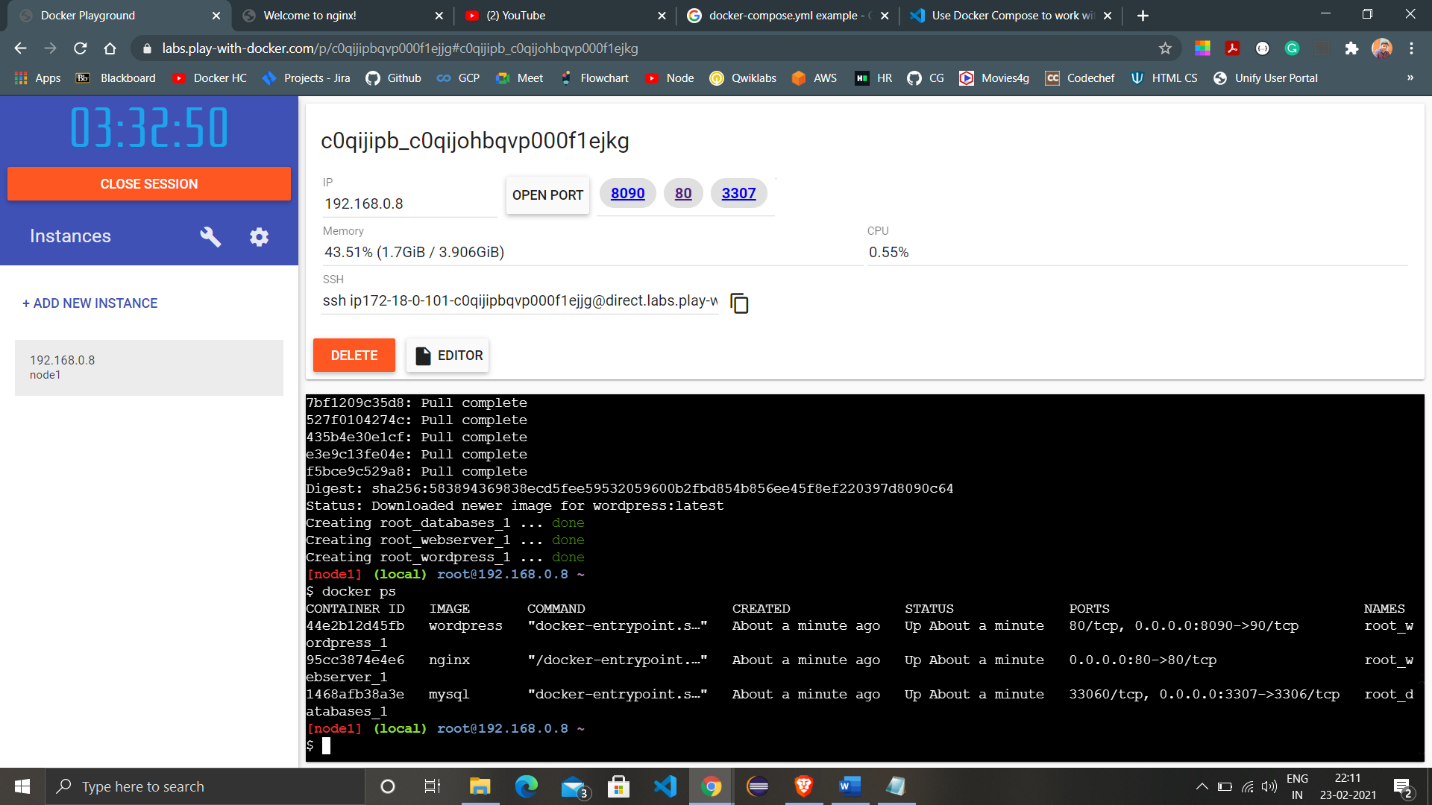 Docker Playground
Welcome to nginx!
(2) YouTube
docker-compose.yml example -
Use Docker Compose to work wi
labs.play-with-docker.com/p/c0qijipbqvp000f1ejjg#c0qijipb_c0qijohbqvp000f1ejkg
Apps
Blackboard
Docker HC
Projects - Jira
Github
GCP
Meet
Flowchart
Node
Qwiklabs
AWS
HR
CG
Movies4g
Codechef
HTML CS
Unify User Portal
»
03:32:50
CLOSE SESSION
Instances
+ ADD NEW INSTANCE
192.168.0.8
node1
c0qijipb_c0qijohbqvp000f1ejkg
IP
192.168.0.8
OPEN PORT
8090
80
3307
Memory
43.51% (1.7GiB / 3.906GiB)
CPU
0.55%
SSH
ssh ip172-18-0-101-c0qijipbqvp000f1ejjg@direct.labs.play-w
DELETE
EDITOR
7bf1209c35d8: Pull complete
527f0104274c: Pull complete
435b4e30e1cf: Pull complete
e3e9c13fe04e: Pull complete
f5bce9c529a8: Pull complete
Digest: sha256:583894369838ecd5fee59532059600b2fbd854b856ee45f8ef220397d8090c64
Status: Downloaded newer image for wordpress:latest
Creating root_databases_1 ... done
Creating root_webserver_1 ... done
Creating root_wordpress_1 ... done
[node1] (local) root@192.168.0.8 ~
$ docker ps
CONTAINER ID IMAGE COMMAND CREATED STATUS PORTS NAMES
44e2b12d45fb wordpress "docker-entrypoint.s…" About a minute ago Up About a minute 80/tcp, 0.0.0.0:8090->90/tcp root_w
ordpress_1
95cc3874e4e6 nginx "/docker-entrypoint.…" About a minute ago Up About a minute 0.0.0.0:80->80/tcp root_w
ebserver_1
1468afb38a3e mysql "docker-entrypoint.s…" About a minute ago Up About a minute 33060/tcp, 0.0.0.0:3307->3306/tcp root_d
atabases_1
[node1] (local) root@192.168.0.8 ~
$
Type here to search
3
ENG
IN
22:11
23-02-2021
2